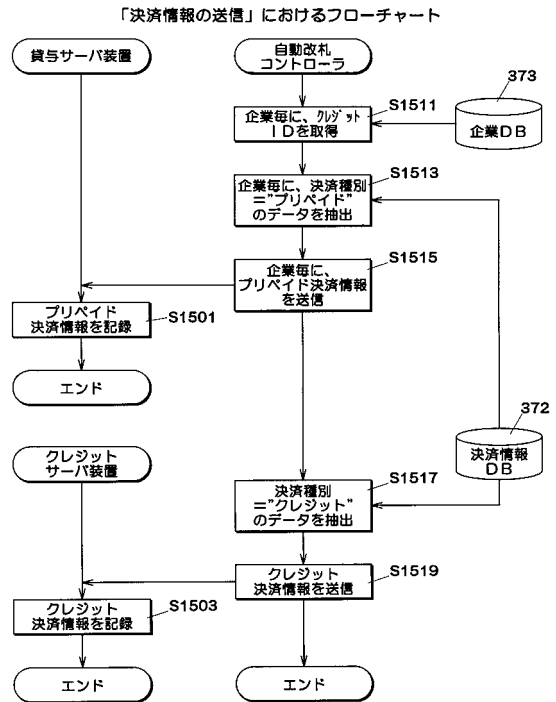 「決済情報の送信」におけるフローチャート
貸与サーバ装置
自動改札
コントローラ
373
企業DB
S1511
企業毎に、クレジット
IDを取得
S1513
企業毎に、決済種別
="プリペイド"
のデータを抽出
S1515
企業毎に、
プリペイド決済情報
を送信
プリペイド
決済情報を記録
S1501
エンド
372
決済情報
DB
クレジット
サーバ装置
S1517
決済種別
="クレジット"
のデータを抽出
S1519
クレジット
決済情報を送信
クレジット
決済情報を記録
S1503
エンド
エンド